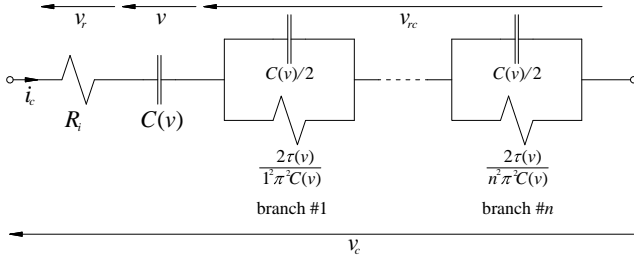 v_r v v_rc
C(v)/2 C(v)/2
i_c R_i C(v)
2τ(v) 2τ(v)
1²π²C(v) n²π²C(v)
branch #1 branch #n
v_c